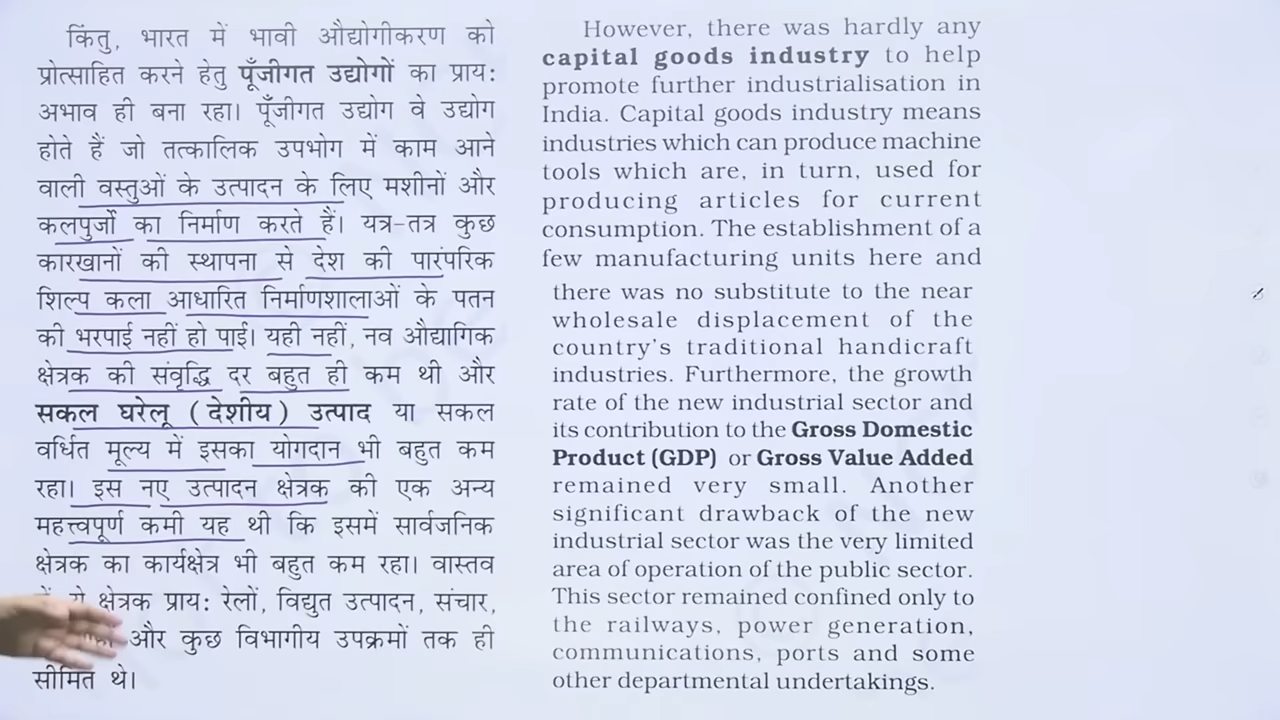 किंतु, भारत में भावी औद्योगीकरण को
प्रोत्साहित करने हेतु पूँजीगत उद्योगों का प्राय:
अभाव ही बना रहा। पूँजीगत उद्योग वे उद्योग
होते हैं जो तत्कालिक उपभोग में काम आने
वाली वस्तुओं के उत्पादन के लिए मशीनों और
कलपुर्जों का निर्माण करते हैं। यत्र-तत्र कुछ
कारखानों की स्थापना से देश की पारंपरिक
शिल्प कला आधारित निर्माणशालाओं के पतन
की भरपाई नहीं हो पाई। यही नहीं, नव औद्यागिक
क्षेत्रक की संवृद्धि दर बहुत ही कम थी और
सकल घरेलू (देशीय) उत्पाद या सकल
वर्धित मूल्य में इसका योगदान भी बहुत कम
रहा। इस नए उत्पादन क्षेत्रक की एक अन्य
महत्त्वपूर्ण कमी यह थी कि इसमें सार्वजनिक
क्षेत्रक का कार्यक्षेत्र भी बहुत कम रहा। वास्तव
क्षेत्रक प्राय: रेलों, विद्युत उत्पादन, संचार,
और कुछ विभागीय उपक्रमों तक ही
सीमित थे।
However, there was hardly any
capital goods industry to help
promote further industrialisation in
India. Capital goods industry means
industries which can produce machine
tools which are, in turn, used for
producing articles for current
consumption. The establishment of a
few manufacturing units here and
there was no substitute to the near
wholesale displacement of the
country's traditional handicraft
industries. Furthermore, the growth
rate of the new industrial sector and
its contribution to the Gross Domestic
Product (GDP) or Gross Value Added
remained very small. Another
significant drawback of the new
industrial sector was the very limited
area of operation of the public sector.
This sector remained confined only to
the railways, power generation,
communications, ports and some
other departmental undertakings.